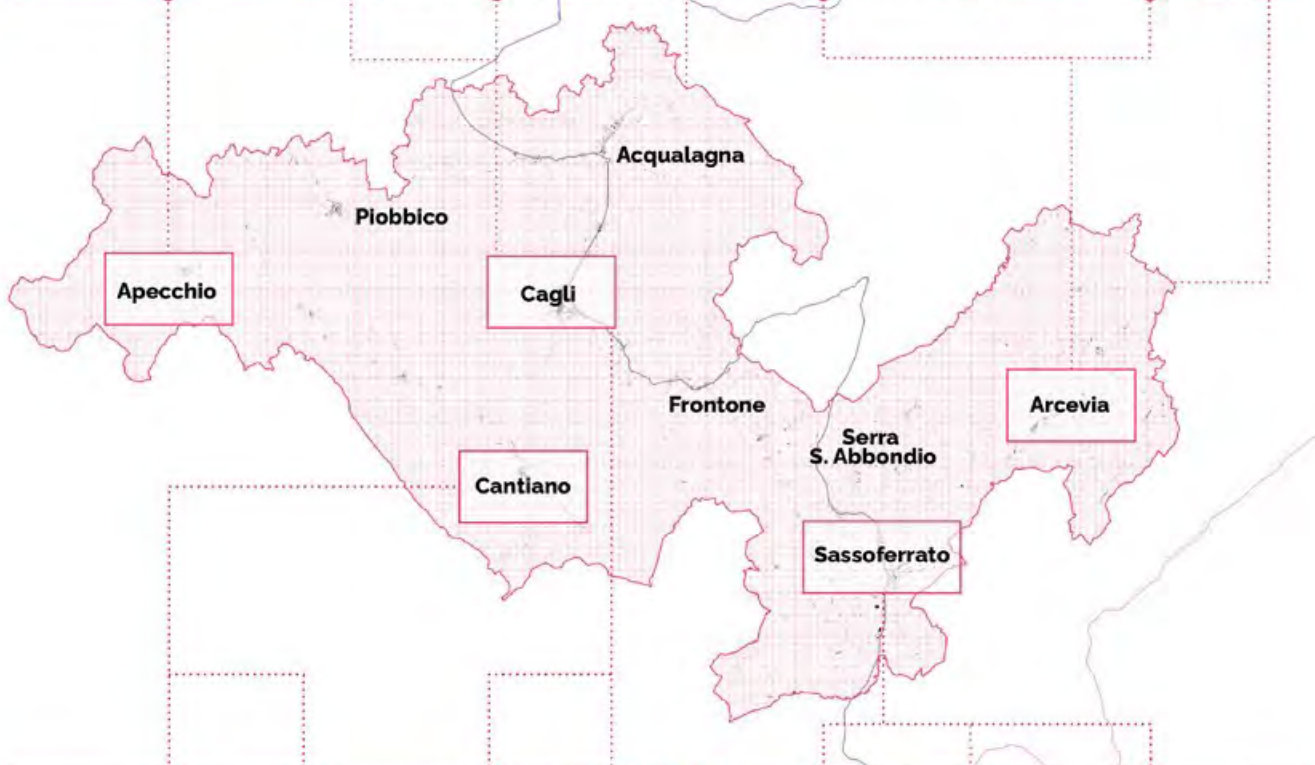 Acqualagna
Piobbico
Apecchio
Cagli
Frontone
Arcevia
Serra
S. Abbondio
Cantiano
Sassoferrato